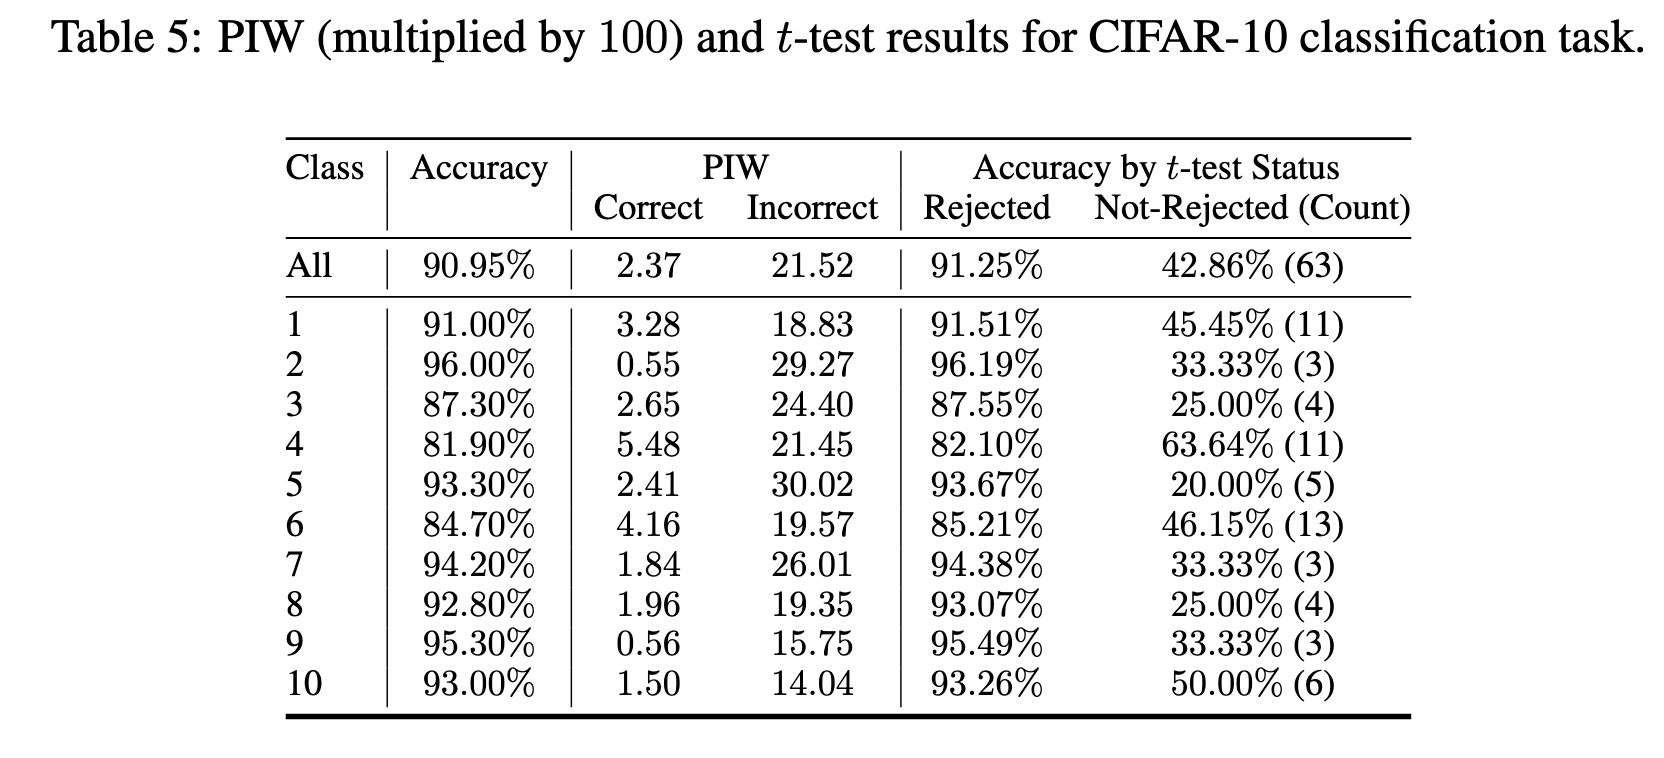 Table 5: PIW (multiplied by 100) and t-test results for CIFAR-10 classification task.
Class Accuracy PIW Accuracy by t-test Status
Correct Incorrect Rejected Not-Rejected (Count)
All 90.95% 2.37 21.52 91.25% 42.86% (63)
1 91.00% 3.28 18.83 91.51% 45.45% (11)
2 96.00% 0.55 29.27 96.19% 33.33% (3)
3 87.30% 2.65 24.40 87.55% 25.00% (4)
4 81.90% 5.48 21.45 82.10% 63.64% (11)
5 93.30% 2.41 30.02 93.67% 20.00% (5)
6 84.70% 4.16 19.57 85.21% 46.15% (13)
7 94.20% 1.84 26.01 94.38% 33.33% (3)
8 92.80% 1.96 19.35 93.07% 25.00% (4)
9 95.30% 0.56 15.75 95.49% 33.33% (3)
10 93.00% 1.50 14.04 93.26% 50.00% (6)